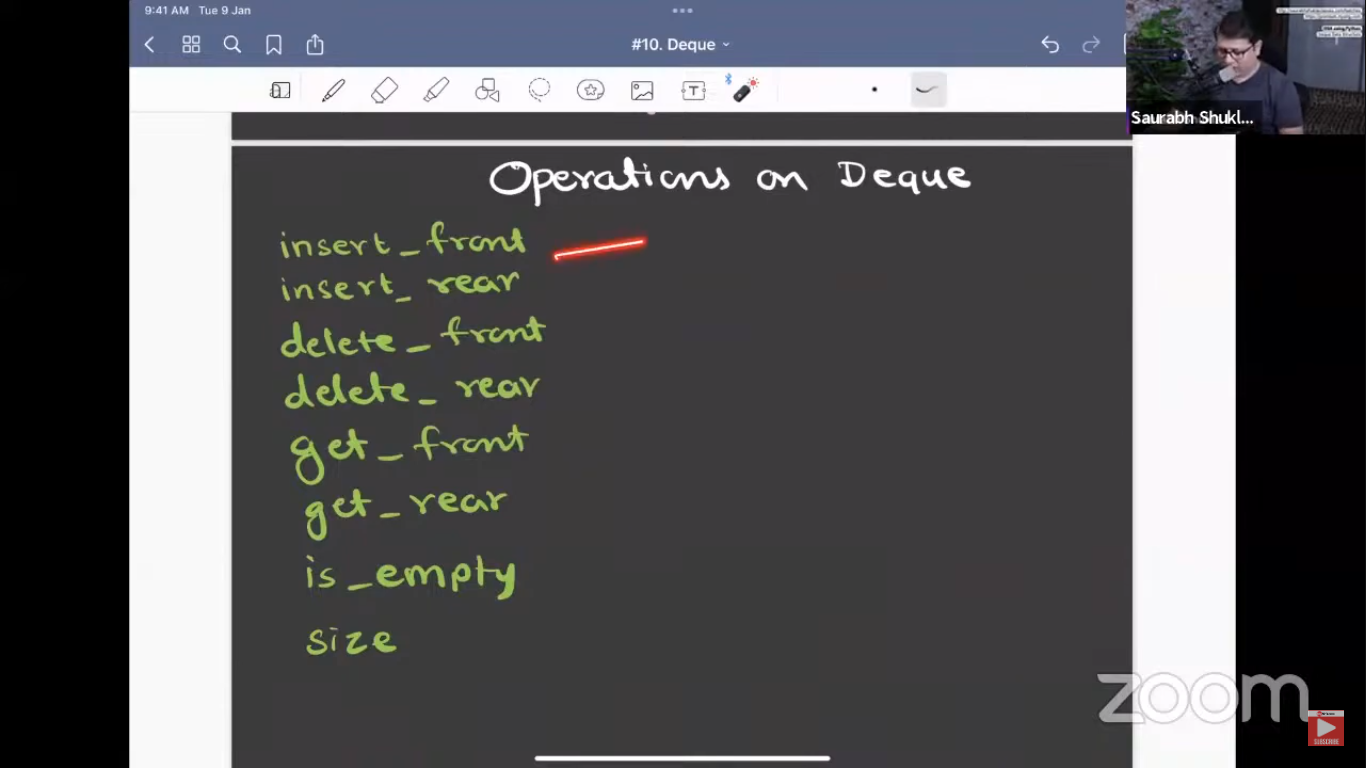 9:41 AM Tue 9 Jan
#10. Deque
Saurabh Shukl...
Operations on Deque
insert_front
insert_rear
delete_front
delete_rear
get_front
get_rear
is_empty
size
zoom
SUBSCRIBE